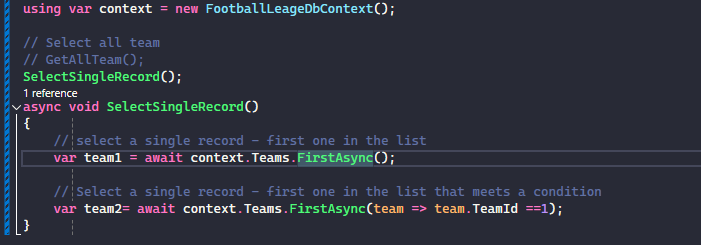 using var context = new FootballLeageDbContext();
// Select all team
// GetAllTeam();
SelectSingleRecord();
1 reference
async void SelectSingleRecord()
{
// select a single record - first one in the list
var team1 = await context.Teams.FirstAsync();
// Select a single record - first one in the list that meets a condition
var team2= await context.Teams.FirstAsync(team => team.TeamId ==1);
}